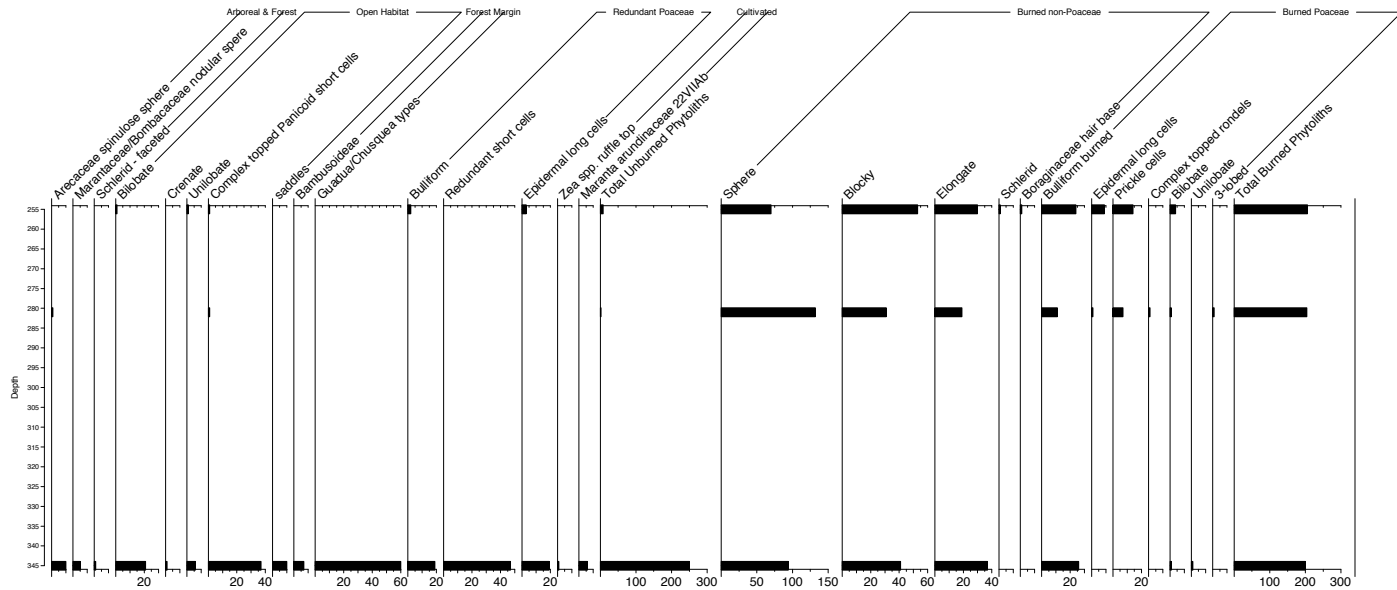 Arboreal & Forest
Open Habitat
Forest Margin
Redundant Poaceae
Cultivated
Burned non-Poaceae
Burned Poaceae
Arecaceae spinulose sphere
Marantaceae/Bombacaceae nodular spere
Schlerid - faceted
Bilobate
Crenate
Unilobate
Complex topped Panicoid short cells
saddles
Bambusoideae
Guadua/Chusquea types
Bulliform
Redundant short cells
Epidermal long cells
Zea spp. ruffle top
Maranta arundinaceae 22VIIAb
Total Unburned Phytoliths
Sphere
Blocky
Elongate
Schlerid
Boraginaceae hair base
Bulliform burned
Epidermal long cells
Prickle cells
Complex topped rondels
Bilobate
Unilobate
3-lobed
Total Burned Phytoliths
Depth
255
260
265
270
275
280
285
290
295
300
305
310
315
320
325
330
335
340
345
20 20 40 20 40 60 20 20 40 20 100 200 300 50 100 150 20 40 60 20 40 20 20 100 200 300